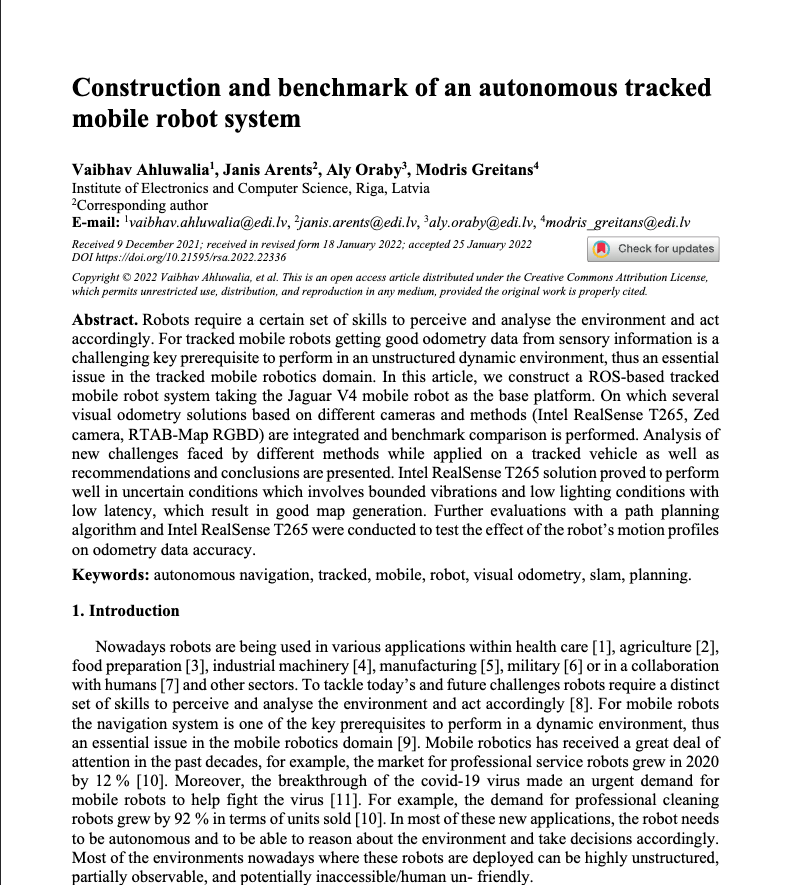 Construction and benchmark of an autonomous tracked
mobile robot system
Vaibhav Ahluwalia1, Janis Arents2, Aly Oraby3, Modris Greitans4
Institute of Electronics and Computer Science, Riga, Latvia
2Corresponding author
E-mail: 1vaibhav.ahluwalia@edi.lv, 2janis.arents@edi.lv, 3aly.oraby@edi.lv, 4modris_greitans@edi.lv
Received 9 December 2021; received in revised form 18 January 2022; accepted 25 January 2022
DOI https://doi.org/10.21595/rsa.2022.22336
Check for updates
Copyright © 2022 Vaibhav Ahluwalia, et al. This is an open access article distributed under the Creative Commons Attribution License,
which permits unrestricted use, distribution, and reproduction in any medium, provided the original work is properly cited.
Abstract. Robots require a certain set of skills to perceive and analyse the environment and act
accordingly. For tracked mobile robots getting good odometry data from sensory information is a
challenging key prerequisite to perform in an unstructured dynamic environment, thus an essential
issue in the tracked mobile robotics domain. In this article, we construct a ROS-based tracked
mobile robot system taking the Jaguar V4 mobile robot as the base platform. On which several
visual odometry solutions based on different cameras and methods (Intel RealSense T265, Zed
camera, RTAB-Map RGBD) are integrated and benchmark comparison is performed. Analysis of
new challenges faced by different methods while applied on a tracked vehicle as well as
recommendations and conclusions are presented. Intel RealSense T265 solution proved to perform
well in uncertain conditions which involves bounded vibrations and low lighting conditions with
low latency, which result in good map generation. Further evaluations with a path planning
algorithm and Intel RealSense T265 were conducted to test the effect of the robot's motion profiles
on odometry data accuracy.
Keywords: autonomous navigation, tracked, mobile, robot, visual odometry, slam, planning.
1. Introduction
Nowadays robots are being used in various applications within health care [1], agriculture [2],
food preparation [3], industrial machinery [4], manufacturing [5], military [6] or in a collaboration
with humans [7] and other sectors. To tackle today's and future challenges robots require a distinct
set of skills to perceive and analyse the environment and act accordingly [8]. For mobile robots
the navigation system is one of the key prerequisites to perform in a dynamic environment, thus
an essential issue in the mobile robotics domain [9]. Mobile robotics has received a great deal of
attention in the past decades, for example, the market for professional service robots grew in 2020
by 12 % [10]. Moreover, the breakthrough of the covid-19 virus made an urgent demand for
mobile robots to help fight the virus [11]. For example, the demand for professional cleaning
robots grew by 92 % in terms of units sold [10]. In most of these new applications, the robot needs
to be autonomous and to be able to reason about the environment and take decisions accordingly.
Most of the environments nowadays where these robots are deployed can be highly unstructured,
partially observable, and potentially inaccessible/human un- friendly.